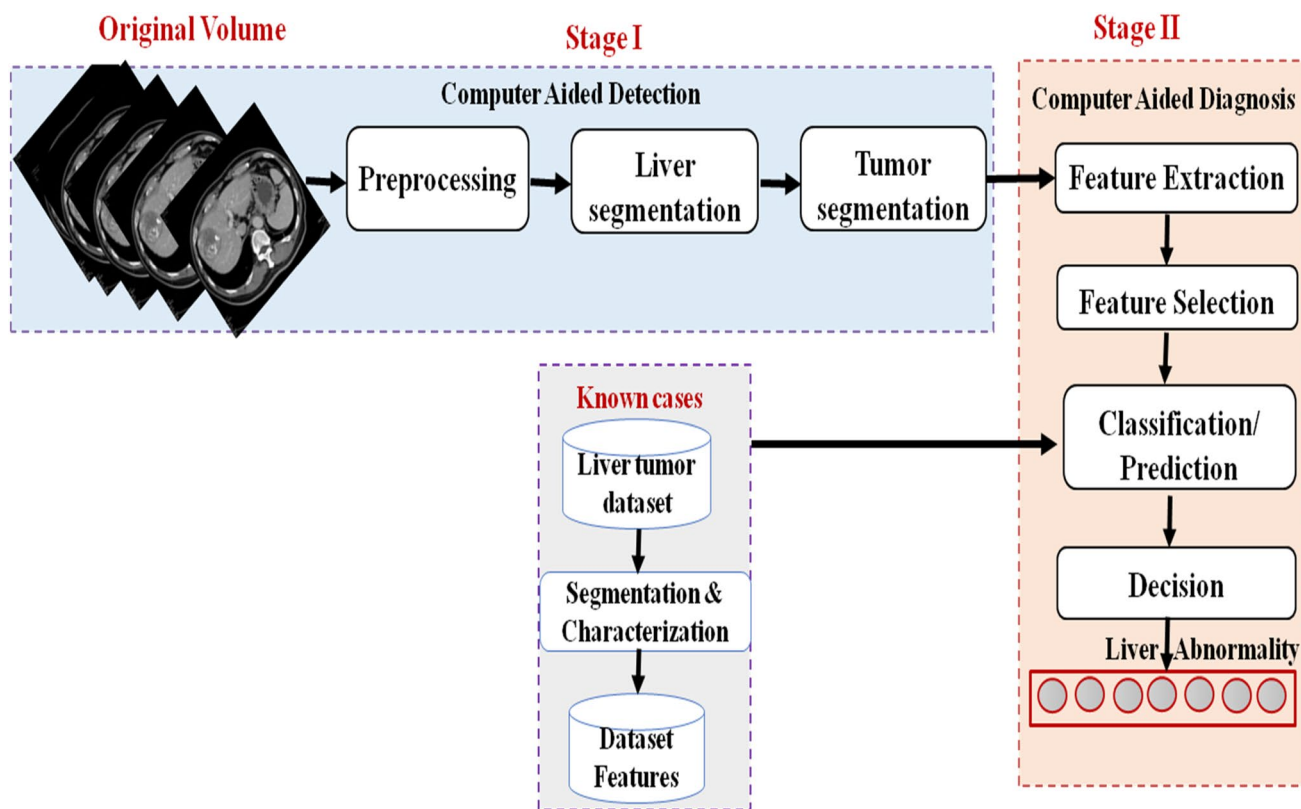 Original Volume
Stage I
Stage II
Computer Aided Detection
Computer Aided Diagnosis
Preprocessing
Liver
segmentation
Tumor
segmentation
Feature Extraction
Feature Selection
Known cases
Liver tumor
dataset
Classification/
Prediction
Segmentation &
Characterization
Decision
Liver Abnormality
Dataset
Features